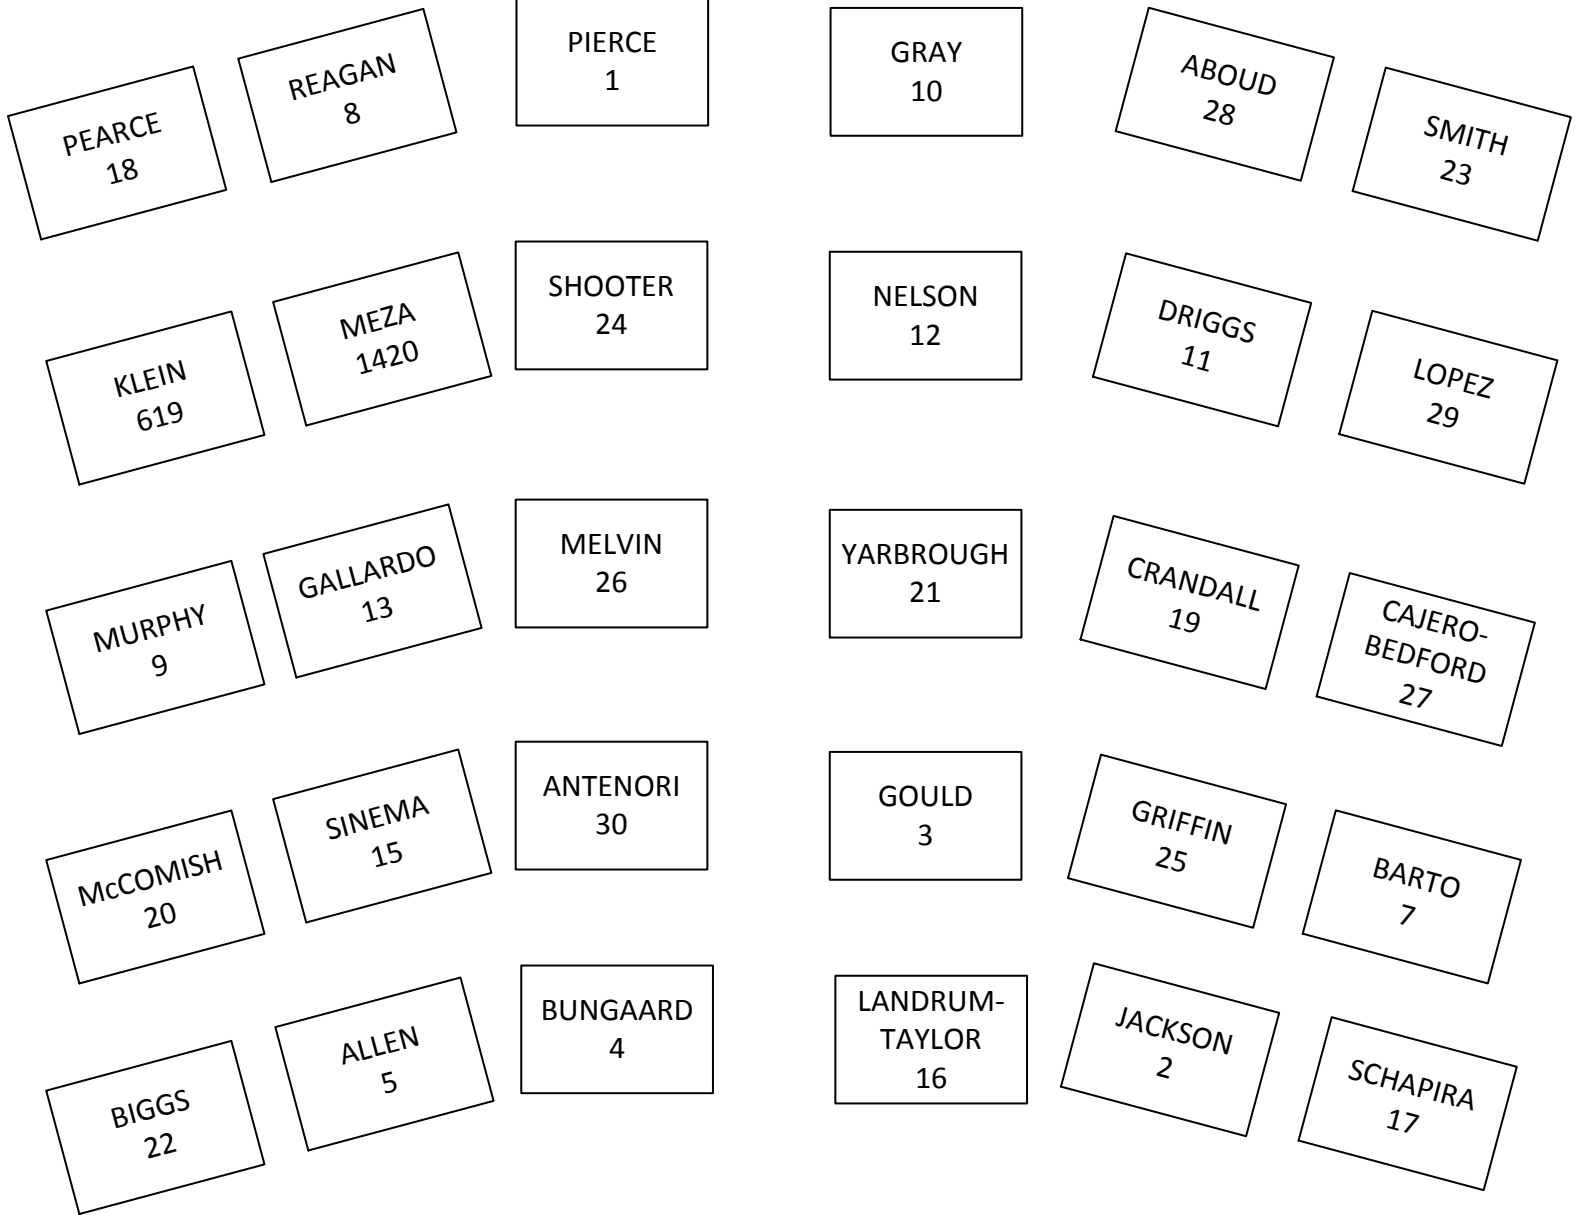 PEARCE
18
REAGAN
8
PIERCE
1
GRAY
10
ABOUD
28
SMITH
23
KLEIN
619
MEZA
1420
SHOOTER
24
NELSON
12
DRIGGS
11
LOPEZ
29
MURPHY
9
GALLARDO
13
MELVIN
26
YARBROUGH
21
CRANDALL
19
CAJERO-
BEDFORD
27
McCOMISH
20
SINEMA
15
ANTENORI
30
GOULD
3
GRIFFIN
25
BARTO
7
BIGGS
22
ALLEN
5
BUNGAARD
4
LANDRUM-
TAYLOR
16
JACKSON
2
SCHAPIRA
17